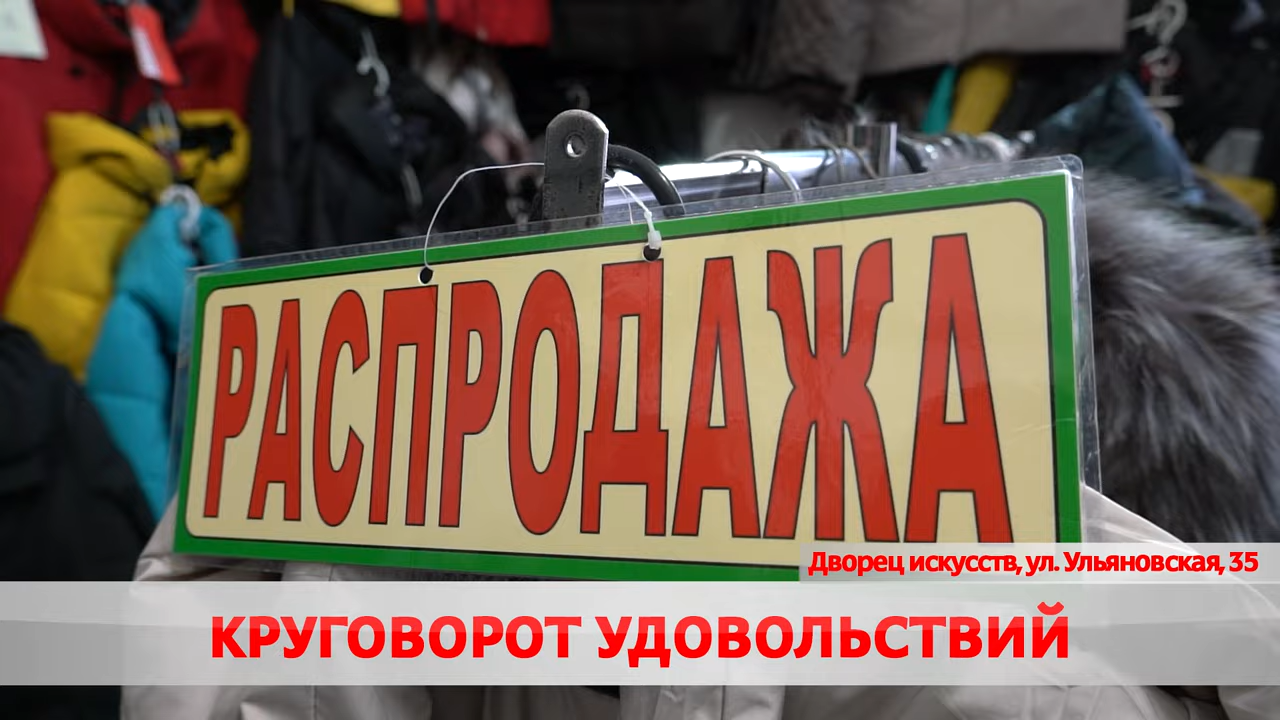 РАСПРОДАЖА
Дворец искусств, ул. Ульяновская, 35
КРУГОВОРОТ УДОВОЛЬСТВИЙ